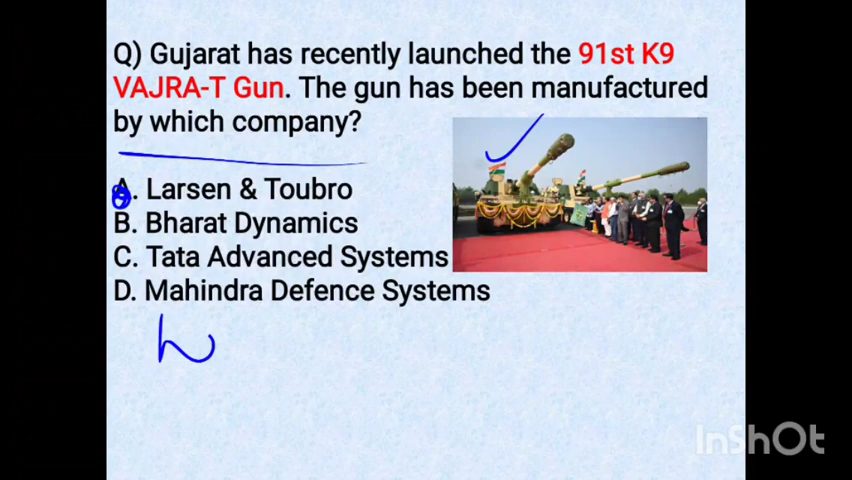 Q) Gujarat has recently launched the 91st K9
VAJRA-T Gun. The gun has been manufactured
by which company?
A. Larsen & Toubro
B. Bharat Dynamics
C. Tata Advanced Systems
D. Mahindra Defence Systems
InShOt